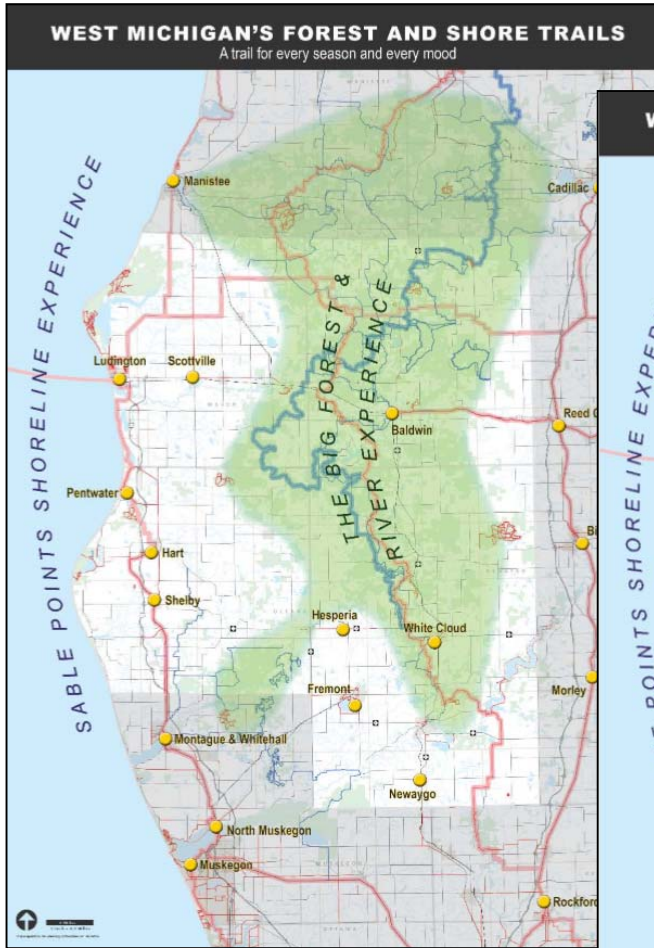 WEST MICHIGAN'S FOREST AND SHORE TRAILS
A trail for every season and every mood
SABLE POINTS SHORELINE EXPERIENCE
THE BIG FOREST &
RIVER EXPERIENCE
Manistee
Cadillac
Ludington
Scottville
Baldwin
Reed C
Pentwater
Hart
Shelby
Hesperia
White Cloud
Fremont
Morley
Montague & Whitehall
Newaygo
North Muskegon
Muskegon
Rockford
W
Bi
POINTS SHORELINE EXPER